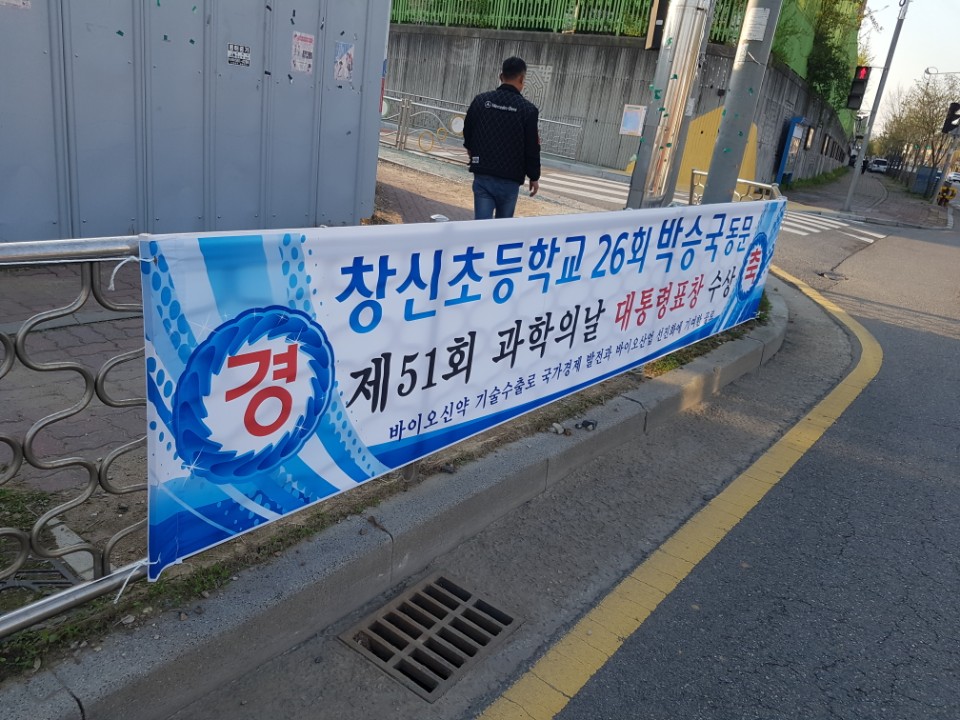 경
창신초등학교 26회 박승국동문
제51회 과학의날 대통령표창 수상
바이오신약 기술수출로 국가경제 발전과 바이오산업 선진화에 기여한 공로
축
Mercedes-Benz